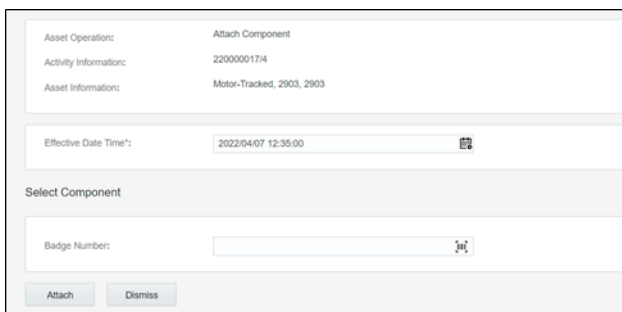 Asset Operation: Attach Component
Activity Information: 220000017/4
Asset Information: Motor-Tracked, 2903, 2903
Effective Date Time*: 2022/04/07 12:35:00
Select Component
Badge Number:
Attach Dismiss